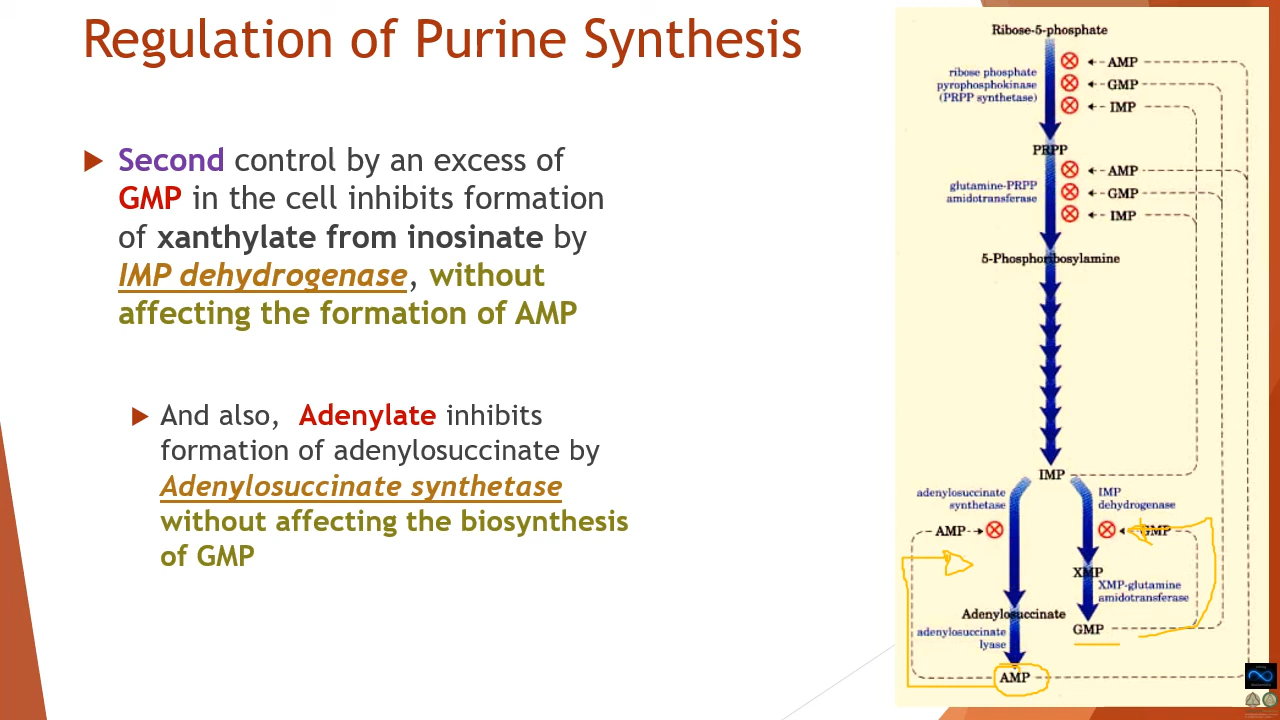 Regulation of Purine Synthesis
Second control by an excess of
GMP in the cell inhibits formation
of xanthylate from inosinate by
IMP dehydrogenase, without
affecting the formation of AMP
And also, Adenylate inhibits
formation of adenylosuccinate by
Adenylosuccinate synthetase
without affecting the biosynthesis
of GMP
Ribose-5-phosphate
ribose phosphate
pyrophosphokinase
(PRPP synthetase)
AMP
GMP
IMP
PRPP
glutamine-PRPP
amidotransferase
AMP
GMP
IMP
5-Phosphoribosylamine
IMP
adenylosuccinate
synthetase
IMP
dehydrogenase
AMP
GMP
XMP
XMP-glutamine
amidotransferase
Adenylosuccinate
GMP
adenylosuccinate
lyase
AMP